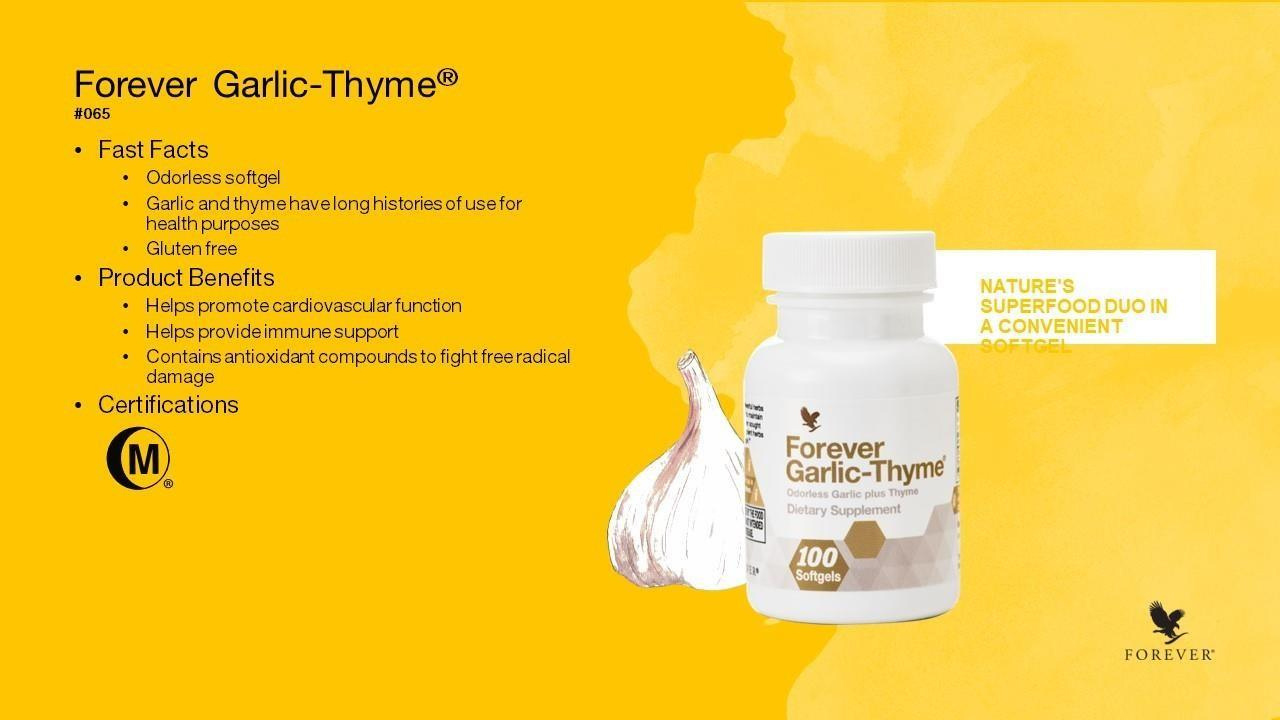 Forever Garlic-Thyme®
#065
• Fast Facts
• Odorless softgel
• Garlic and thyme have long histories of use for
health purposes
• Gluten free
• Product Benefits
• Helps promote cardiovascular function
• Helps provide immune support
• Contains antioxidant compounds to fight free radical
damage
• Certifications
M®
NATURE'S
SUPERFOOD DUO IN
A CONVENIENT
SOFTGEL
Forever
Garlic-Thyme®
Odorless Garlic plus Thyme
Dietary Supplement
100
Softgels
FOREVER®